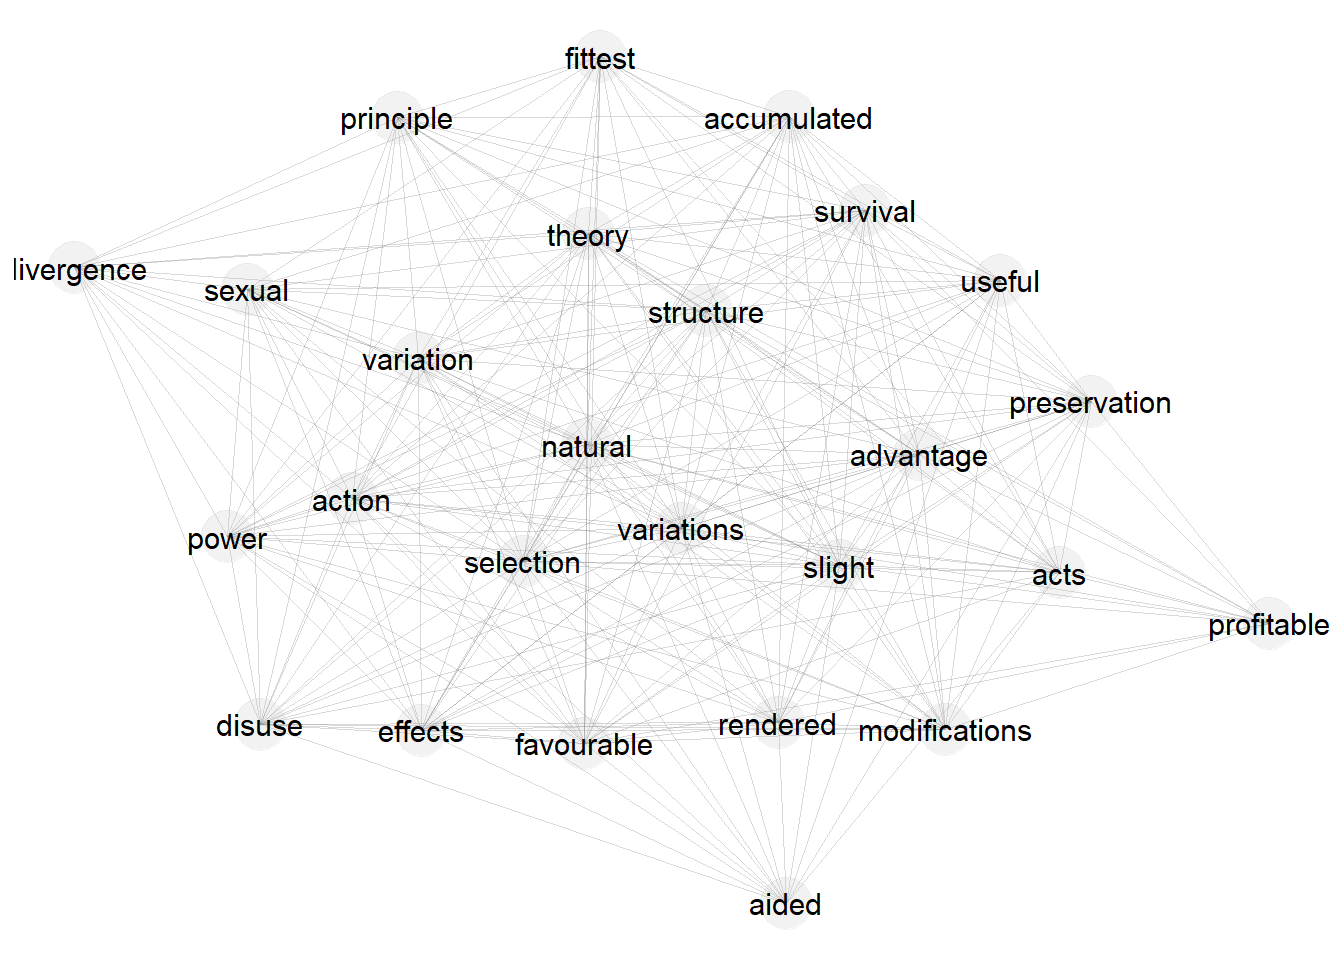 fittest
principle
accumulated
survival
theory
livergence
sexual
useful
structure
variation
preservation
natural
advantage
action
variations
power
selection
slight
acts
profitable
disuse
effects
favourable
rendered
modifications
aided